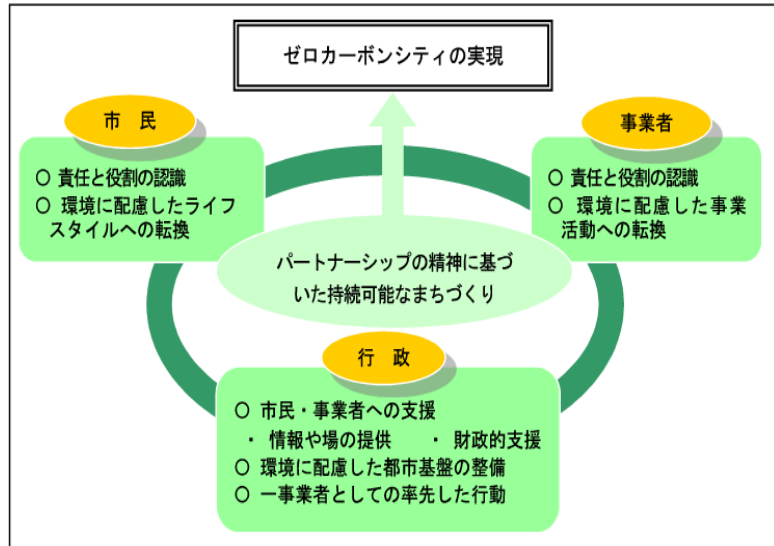 ゼロカーボンシティの実現
市　民
○ 責任と役割の認識
○ 環境に配慮したライフ
スタイルへの転換
事業者
○ 責任と役割の認識
○ 環境に配慮した事業
活動への転換
パートナーシップの精神に基づ
いた持続可能なまちづくり
行　政
○ 市民・事業者への支援
・ 情報や場の提供　　・ 財政的支援
○ 環境に配慮した都市基盤の整備
○ 一事業者としての率先した行動